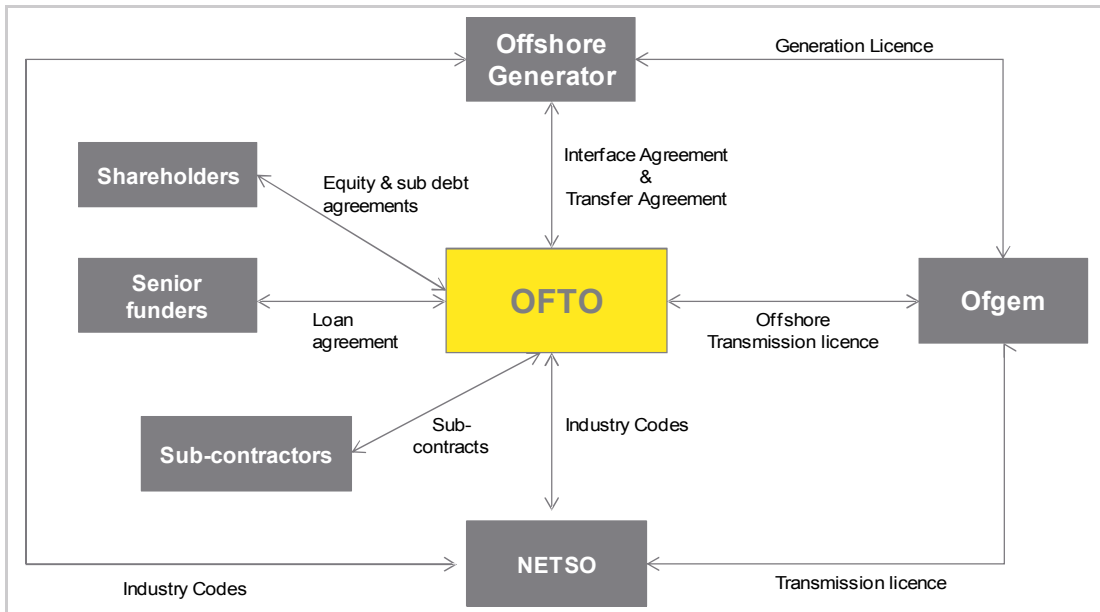 Offshore
Generator
Generation Licence
Interface Agreement
&
Transfer Agreement
Shareholders
Equity & sub debt
agreements
Senior
funders
Loan
agreement
OFTO
Offshore
Transmission licence
Ofgem
Sub-contractors
Sub-
contracts
Industry Codes
NETSO
Industry Codes
Transmission licence